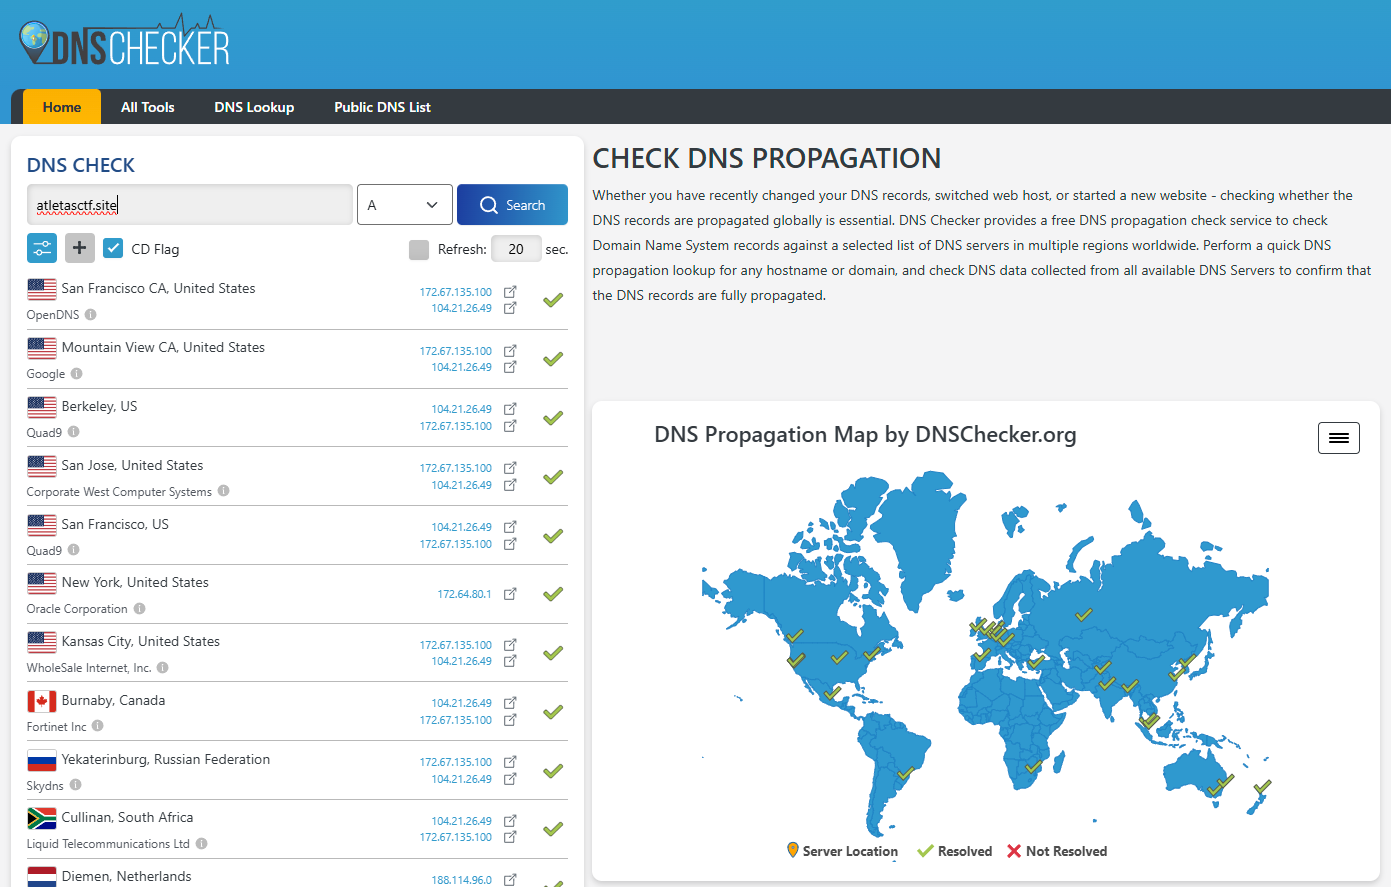 DNSCHECKER
Home
All Tools
DNS Lookup
Public DNS List
DNS CHECK
atletasctf.site
A
Search
CD Flag
Refresh:
20
sec.
San Francisco CA, United States
OpenDNS
172.67.135.100
104.21.26.49
Mountain View CA, United States
Google
172.67.135.100
104.21.26.49
Berkeley, US
Quad9
104.21.26.49
172.67.135.100
San Jose, United States
Corporate West Computer Systems
172.67.135.100
104.21.26.49
San Francisco, US
Quad9
104.21.26.49
172.67.135.100
New York, United States
Oracle Corporation
172.64.80.1
Kansas City, United States
WholeSale Internet, Inc.
172.67.135.100
104.21.26.49
Burnaby, Canada
Fortinet Inc
104.21.26.49
172.67.135.100
Yekaterinburg, Russian Federation
Skydns
172.67.135.100
104.21.26.49
Cullinan, South Africa
Liquid Telecommunications Ltd
104.21.26.49
172.67.135.100
Diemen, Netherlands
188.114.96.0
CHECK DNS PROPAGATION
Whether you have recently changed your DNS records, switched web host, or started a new website - checking whether the
DNS records are propagated globally is essential. DNS Checker provides a free DNS propagation check service to check
Domain Name System records against a selected list of DNS servers in multiple regions worldwide. Perform a quick DNS
propagation lookup for any hostname or domain, and check DNS data collected from all available DNS Servers to confirm that
the DNS records are fully propagated.
DNS Propagation Map by DNSChecker.org
Server Location
Resolved
Not Resolved